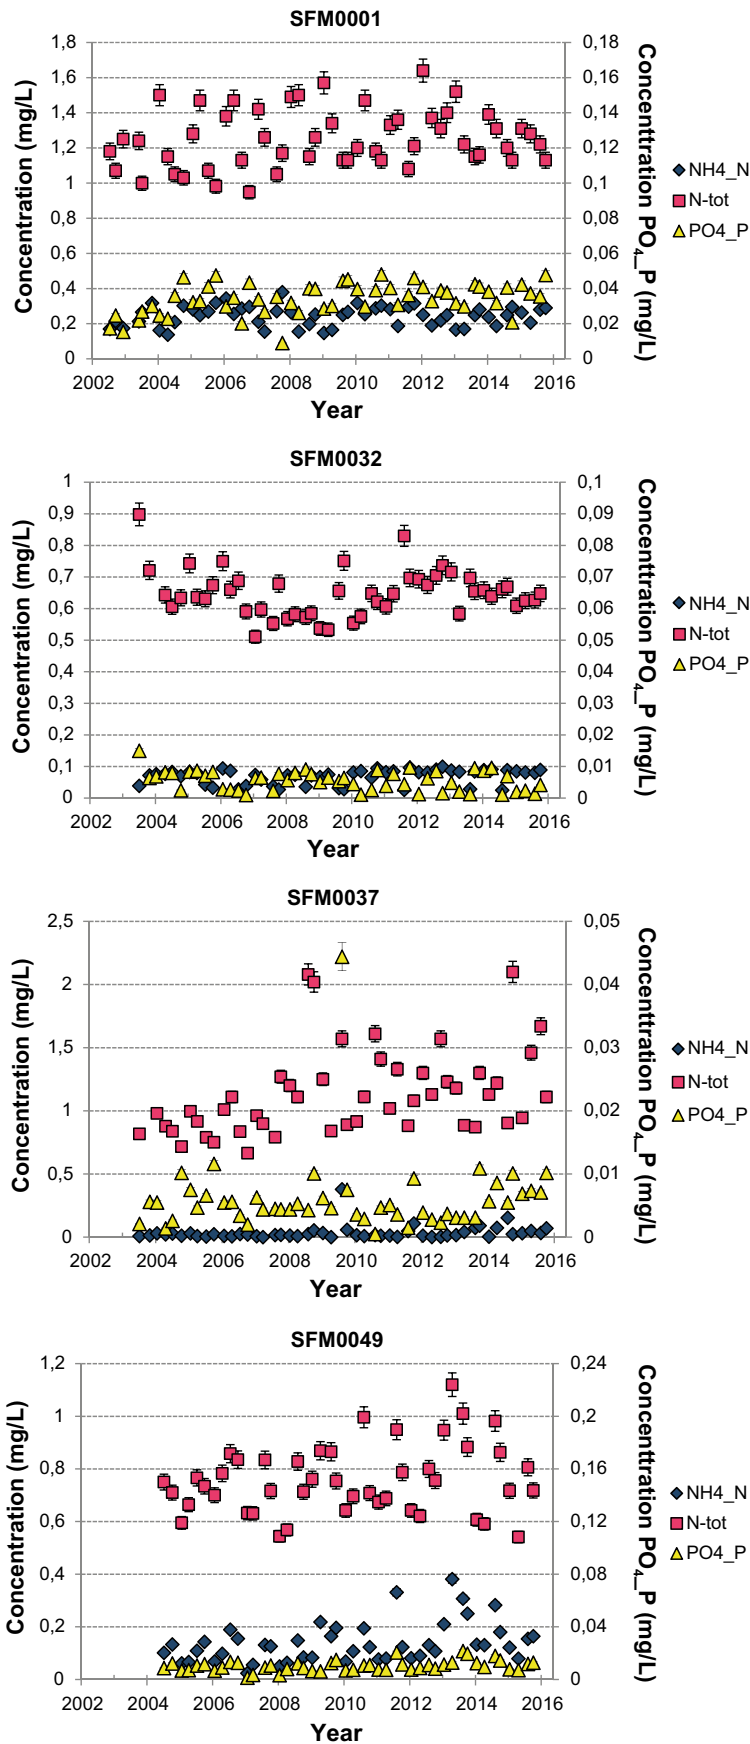 SFM0001
1,8
1,6
1,4
1,2
1
0,8
0,6
0,4
0,2
0
Concentration (mg/L)
0,18
0,16
0,14
0,12
0,1
0,08
0,06
0,04
0,02
0
Concenttration PO4_P (mg/L)
2002 2004 2006 2008 2010 2012 2014 2016
Year
NH4_N
N-tot
PO4_P
SFM0032
1
0,9
0,8
0,7
0,6
0,5
0,4
0,3
0,2
0,1
0
Concentration (mg/L)
0,1
0,09
0,08
0,07
0,06
0,05
0,04
0,03
0,02
0,01
0
Concenttration PO4_P (mg/L)
2002 2004 2006 2008 2010 2012 2014 2016
Year
NH4_N
N-tot
PO4_P
SFM0037
2,5
2
1,5
1
0,5
0
Concentration (mg/L)
0,05
0,04
0,03
0,02
0,01
0
Concenttration PO4_P (mg/L)
2002 2004 2006 2008 2010 2012 2014 2016
Year
NH4_N
N-tot
PO4_P
SFM0049
1,2
1
0,8
0,6
0,4
0,2
0
Concentration (mg/L)
0,24
0,2
0,16
0,12
0,08
0,04
0
Concenttration PO4_P (mg/L)
2002 2004 2006 2008 2010 2012 2014 2016
Year
NH4_N
N-tot
PO4_P